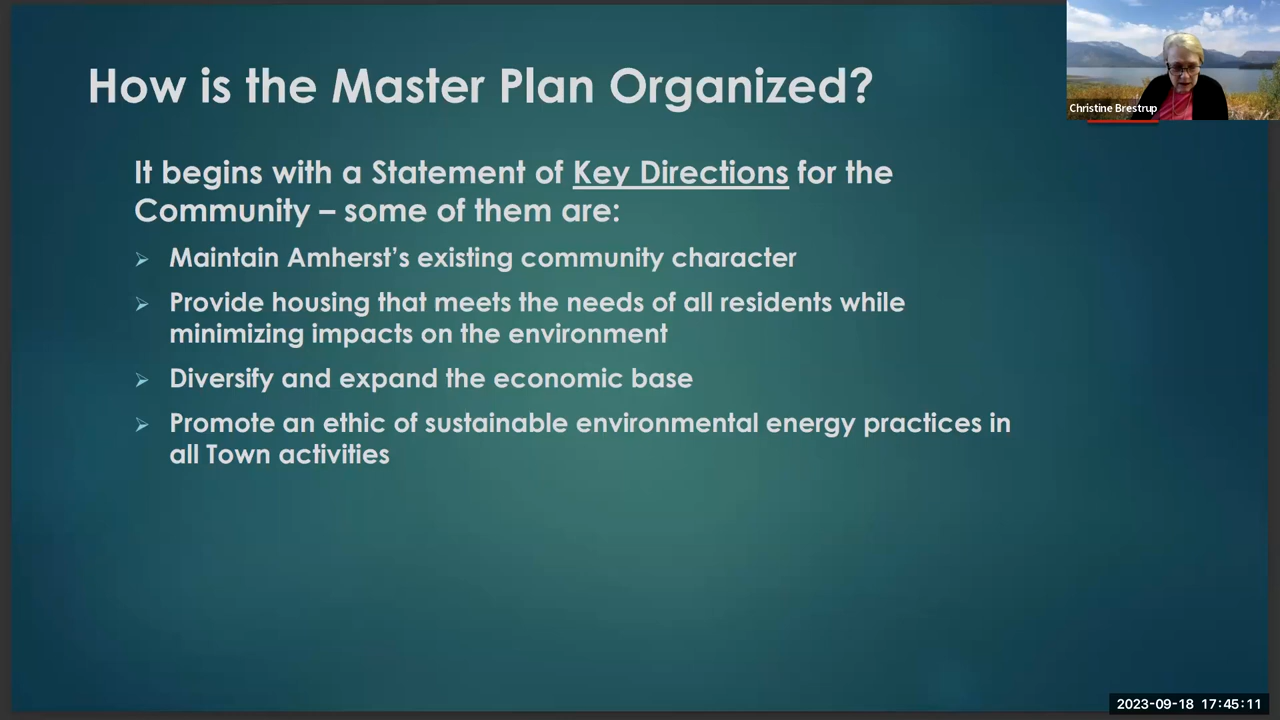 How is the Master Plan Organized?
Christine Brestrup
It begins with a Statement of Key Directions for the
Community – some of them are:
Maintain Amherst’s existing community character
Provide housing that meets the needs of all residents while
minimizing impacts on the environment
Diversify and expand the economic base
Promote an ethic of sustainable environmental energy practices in
all Town activities
2023-09-18 17:45:11